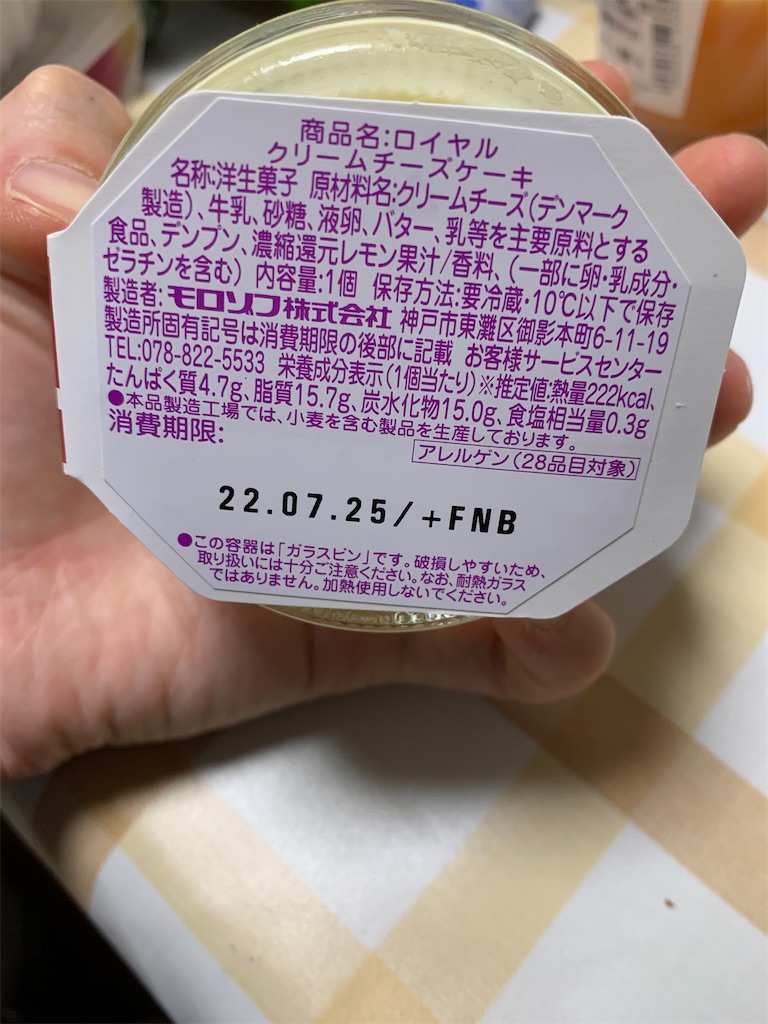 商品名:ロイヤル
クリームチーズケーキ
名称:洋生菓子 原材料名:クリームチーズ(デンマーク
製造)、牛乳、砂糖、液卵、バター、乳等を主要原料とする
食品、デンプン、濃縮還元レモン果汁/香料、(一部に卵・乳成分・
ゼラチンを含む) 内容量:1個 保存方法:要冷蔵・10℃以下で保存
製造者:モロゾフ株式会社 神戸市東灘区御影本町6-11-19
製造所固有記号は消費期限の後部に記載 お客様サービスセンター
TEL:078-822-5533 栄養成分表示(1個当たり)※推定値:熱量222kcal、
たんぱく質4.7g、脂質15.7g、炭水化物15.0g、食塩相当量0.3g
●本品製造工場では、小麦を含む製品を生産しております。
消費期限:
アレルゲン(28品目対象)
22.07.25/+FNB
●この容器は「ガラスビン」です。破損しやすいため、
取り扱いには十分ご注意ください。なお、耐熱ガラス
ではありません。加熱使用しないでください。